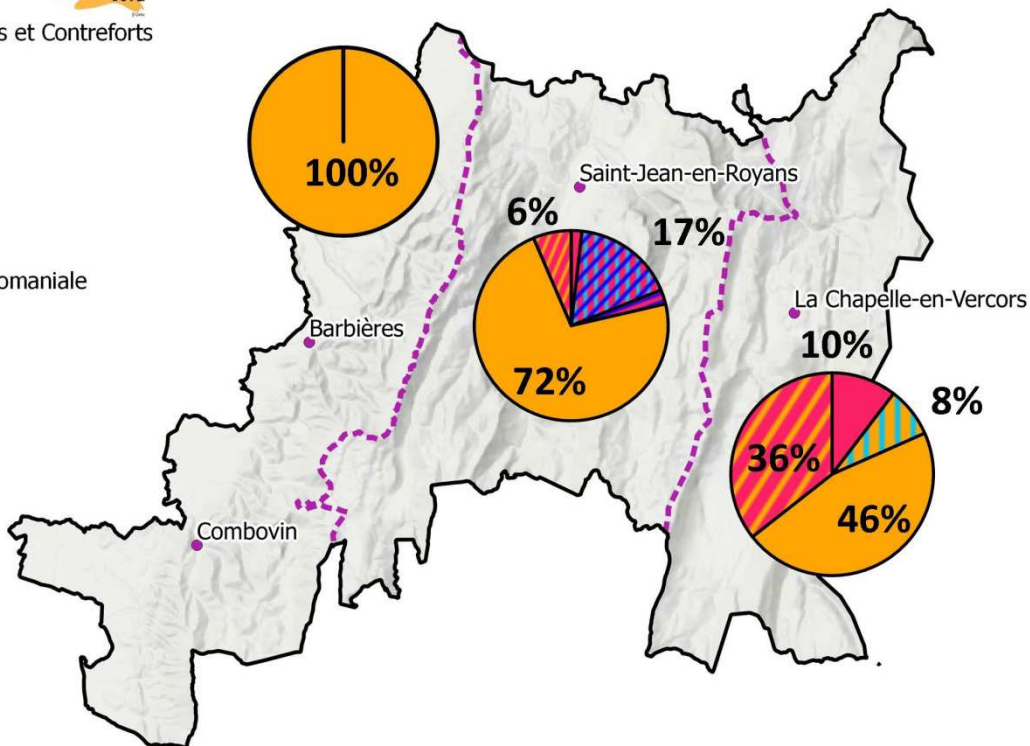 s et Contreforts
100%
Saint-Jean-en-Royans
6%
17%
omaniale
La Chapelle-en-Vercors
Barbières
10%
72%
8%
36%
46%
Combovin